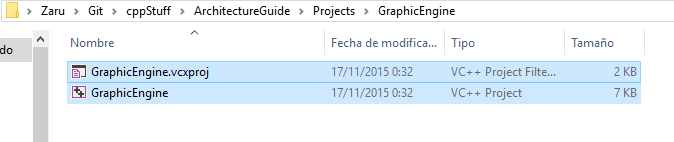 Zaru > Git > cppStuff > ArchitectureGuide > Projects > GraphicEngine
do
Nombre Fecha de modifica... Tipo Tamaño
GraphicEngine.vcxproj 17/11/2015 0:32 VC++ Project Filte... 2 KB
GraphicEngine 17/11/2015 0:32 VC++ Project 7 KB